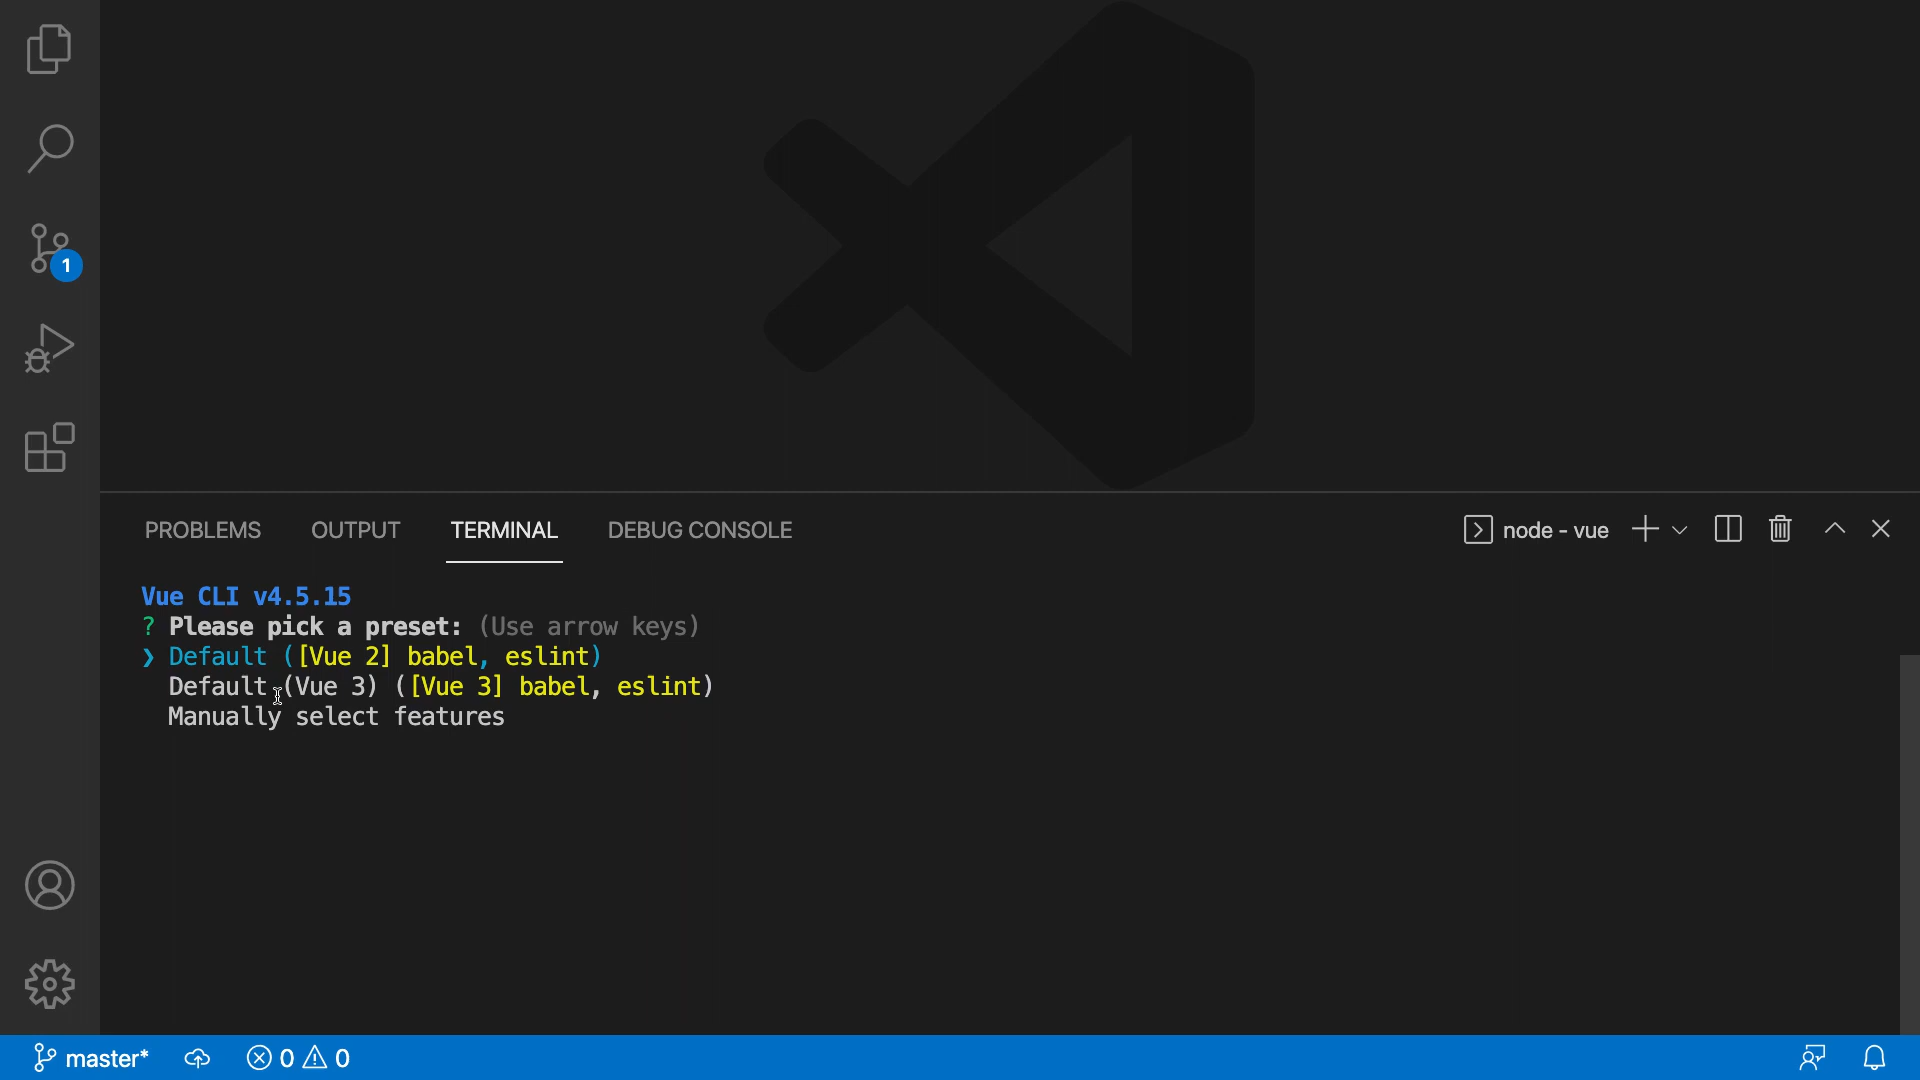 1
PROBLEMS OUTPUT TERMINAL DEBUG CONSOLE node - vue
Vue CLI v4.5.15
? Please pick a preset: (Use arrow keys)
❯ Default ([Vue 2] babel, eslint)
Default (Vue 3) ([Vue 3] babel, eslint)
Manually select features
master* 0 0